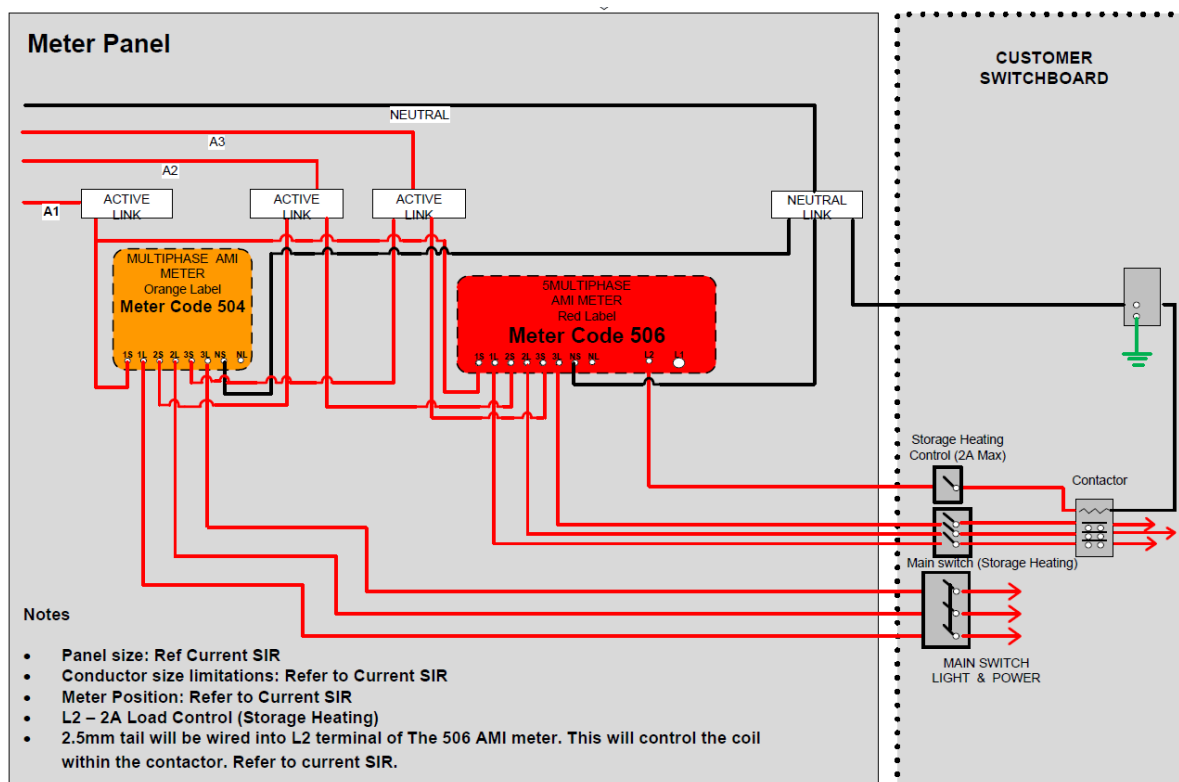 Meter Panel
CUSTOMER
SWITCHBOARD
NEUTRAL
A3
A2
A1
ACTIVE
LINK
ACTIVE
LINK
ACTIVE
LINK
NEUTRAL
LINK
MULTIPHASE AMI
METER
Orange Label
Meter Code 504
1S 1L 2S 2L 3S 3L NS NL
5MULTIPHASE
AMI METER
Red Label
Meter Code 506
1S 1L 2S 2L 3S 3L NS NL L2 L1
Storage Heating
Control (2A Max)
Contactor
Main switch (Storage Heating)
MAIN SWITCH
LIGHT & POWER
Notes
• Panel size: Ref Current SIR
• Conductor size limitations: Refer to Current SIR
• Meter Position: Refer to Current SIR
• L2 – 2A Load Control (Storage Heating)
• 2.5mm tail will be wired into L2 terminal of The 506 AMI meter. This will control the coil
within the contactor. Refer to current SIR.